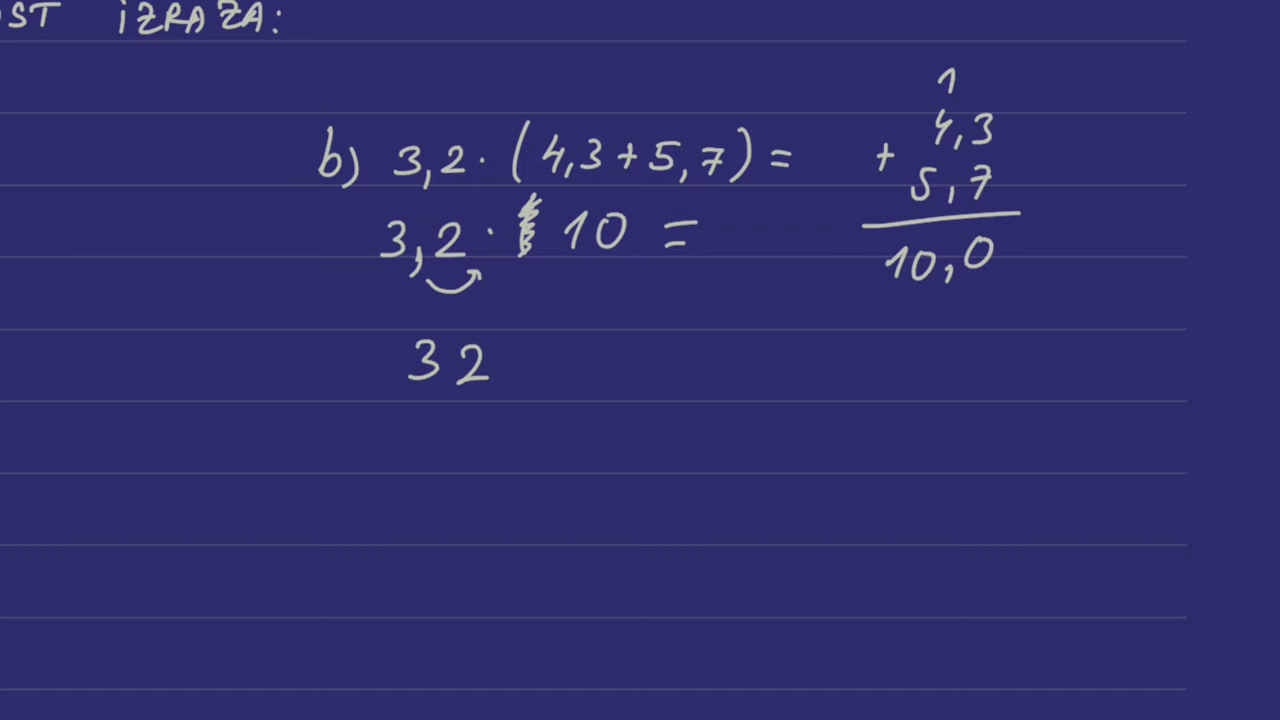 ST iZRAZA:
b) 3,2 · (4,3 + 5,7) =
3,2 · 10 =
32
1
4,3
+ 5,7
10,0